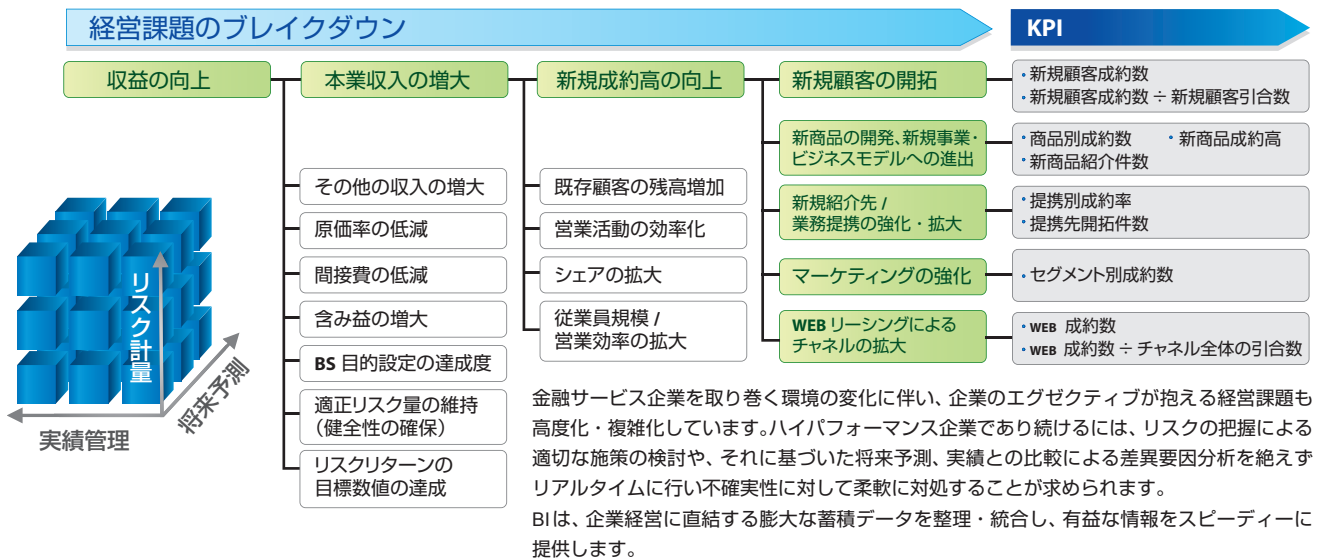 経営課題のブレイクダウン
KPI
収益の向上
本業収入の増大
新規成約高の向上
新規顧客の開拓
・新規顧客成約数
・新規顧客成約数 ÷ 新規顧客引合数
新商品の開発、新規事業・
ビジネスモデルへの進出
・商品別成約数 ・新商品成約高
・新商品紹介件数
その他の収入の増大
既存顧客の残高増加
新規紹介先 /
業務提携の強化・拡大
・提携別成約率
・提携先開拓件数
原価率の低減
営業活動の効率化
間接費の低減
シェアの拡大
マーケティングの強化
・セグメント別成約数
含み益の増大
従業員規模 /
営業効率の拡大
WEB リーシングによる
チャネルの拡大
・WEB 成約数
・WEB 成約数 ÷ チャネル全体の引合数
BS 目的設定の達成度
適正リスク量の維持
（健全性の確保）
リスクリターンの
目標数値の達成
リスク計量
将来予測
実績管理
金融サービス企業を取り巻く環境の変化に伴い、企業のエグゼクティブが抱える経営課題も
高度化・複雑化しています。ハイパフォーマンス企業であり続けるには、リスクの把握による
適切な施策の検討や、それに基づいた将来予測、実績との比較による差異要因分析を絶えず
リアルタイムに行い不確実性に対して柔軟に対処することが求められます。
BIは、企業経営に直結する膨大な蓄積データを整理・統合し、有益な情報をスピーディーに
提供します。